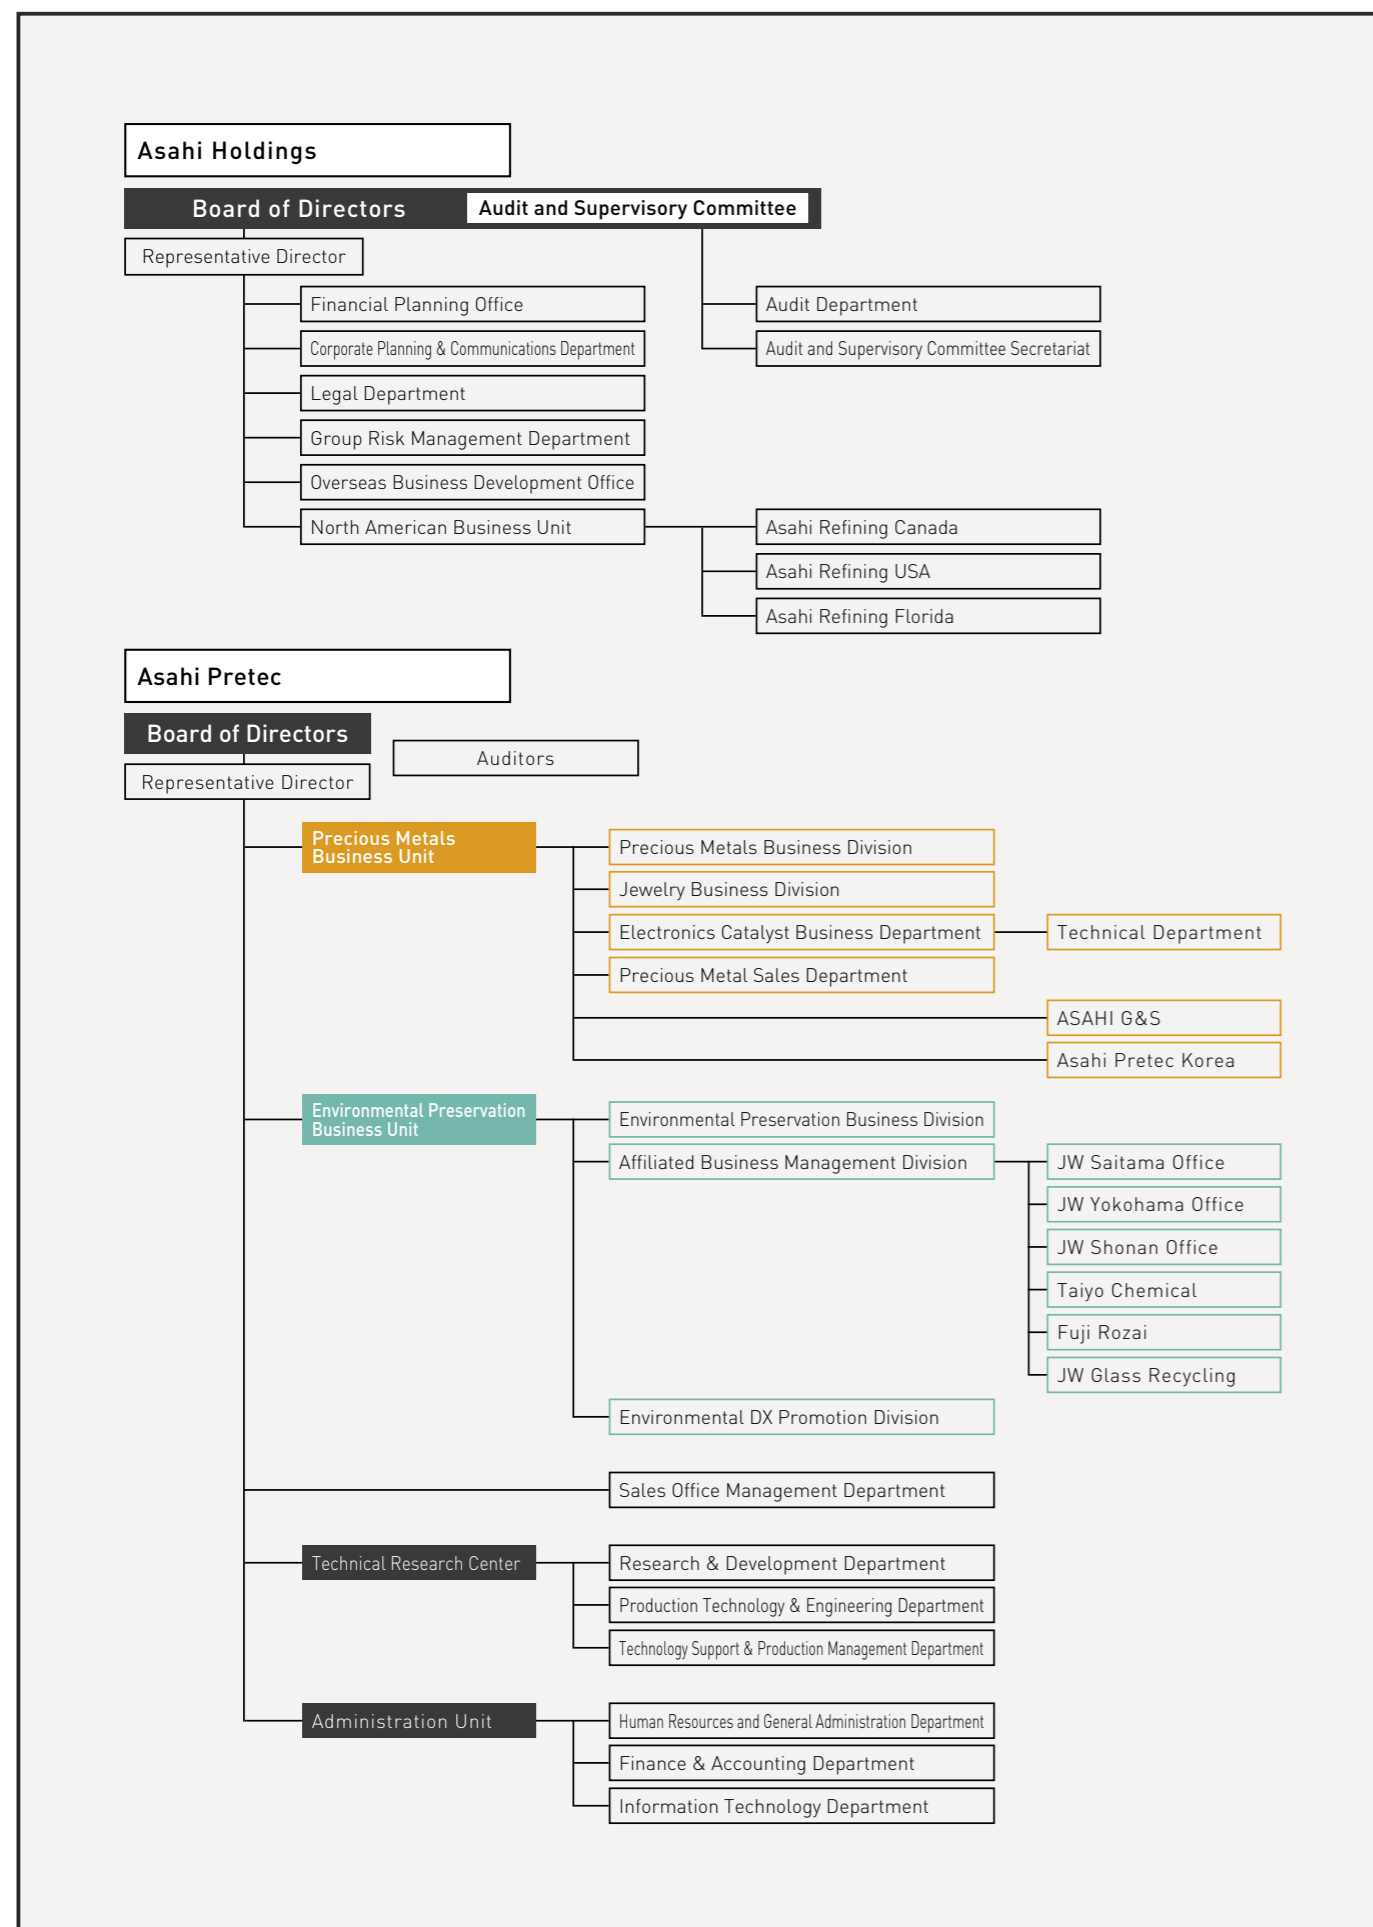 Asahi Holdings
Board of Directors
Audit and Supervisory Committee
Representative Director
Financial Planning Office
Audit Department
Corporate Planning & Communications Department
Audit and Supervisory Committee Secretariat
Legal Department
Group Risk Management Department
Overseas Business Development Office
North American Business Unit
Asahi Refining Canada
Asahi Refining USA
Asahi Refining Florida
Asahi Pretec
Board of Directors
Auditors
Representative Director
Precious Metals
Business Unit
Precious Metals Business Division
Jewelry Business Division
Electronics Catalyst Business Department
Technical Department
Precious Metal Sales Department
ASAHI G&S
Asahi Pretec Korea
Environmental Preservation
Business Unit
Environmental Preservation Business Division
Affiliated Business Management Division
JW Saitama Office
JW Yokohama Office
JW Shonan Office
Taiyo Chemical
Fuji Rozai
JW Glass Recycling
Environmental DX Promotion Division
Sales Office Management Department
Technical Research Center
Research & Development Department
Production Technology & Engineering Department
Technology Support & Production Management Department
Administration Unit
Human Resources and General Administration Department
Finance & Accounting Department
Information Technology Department